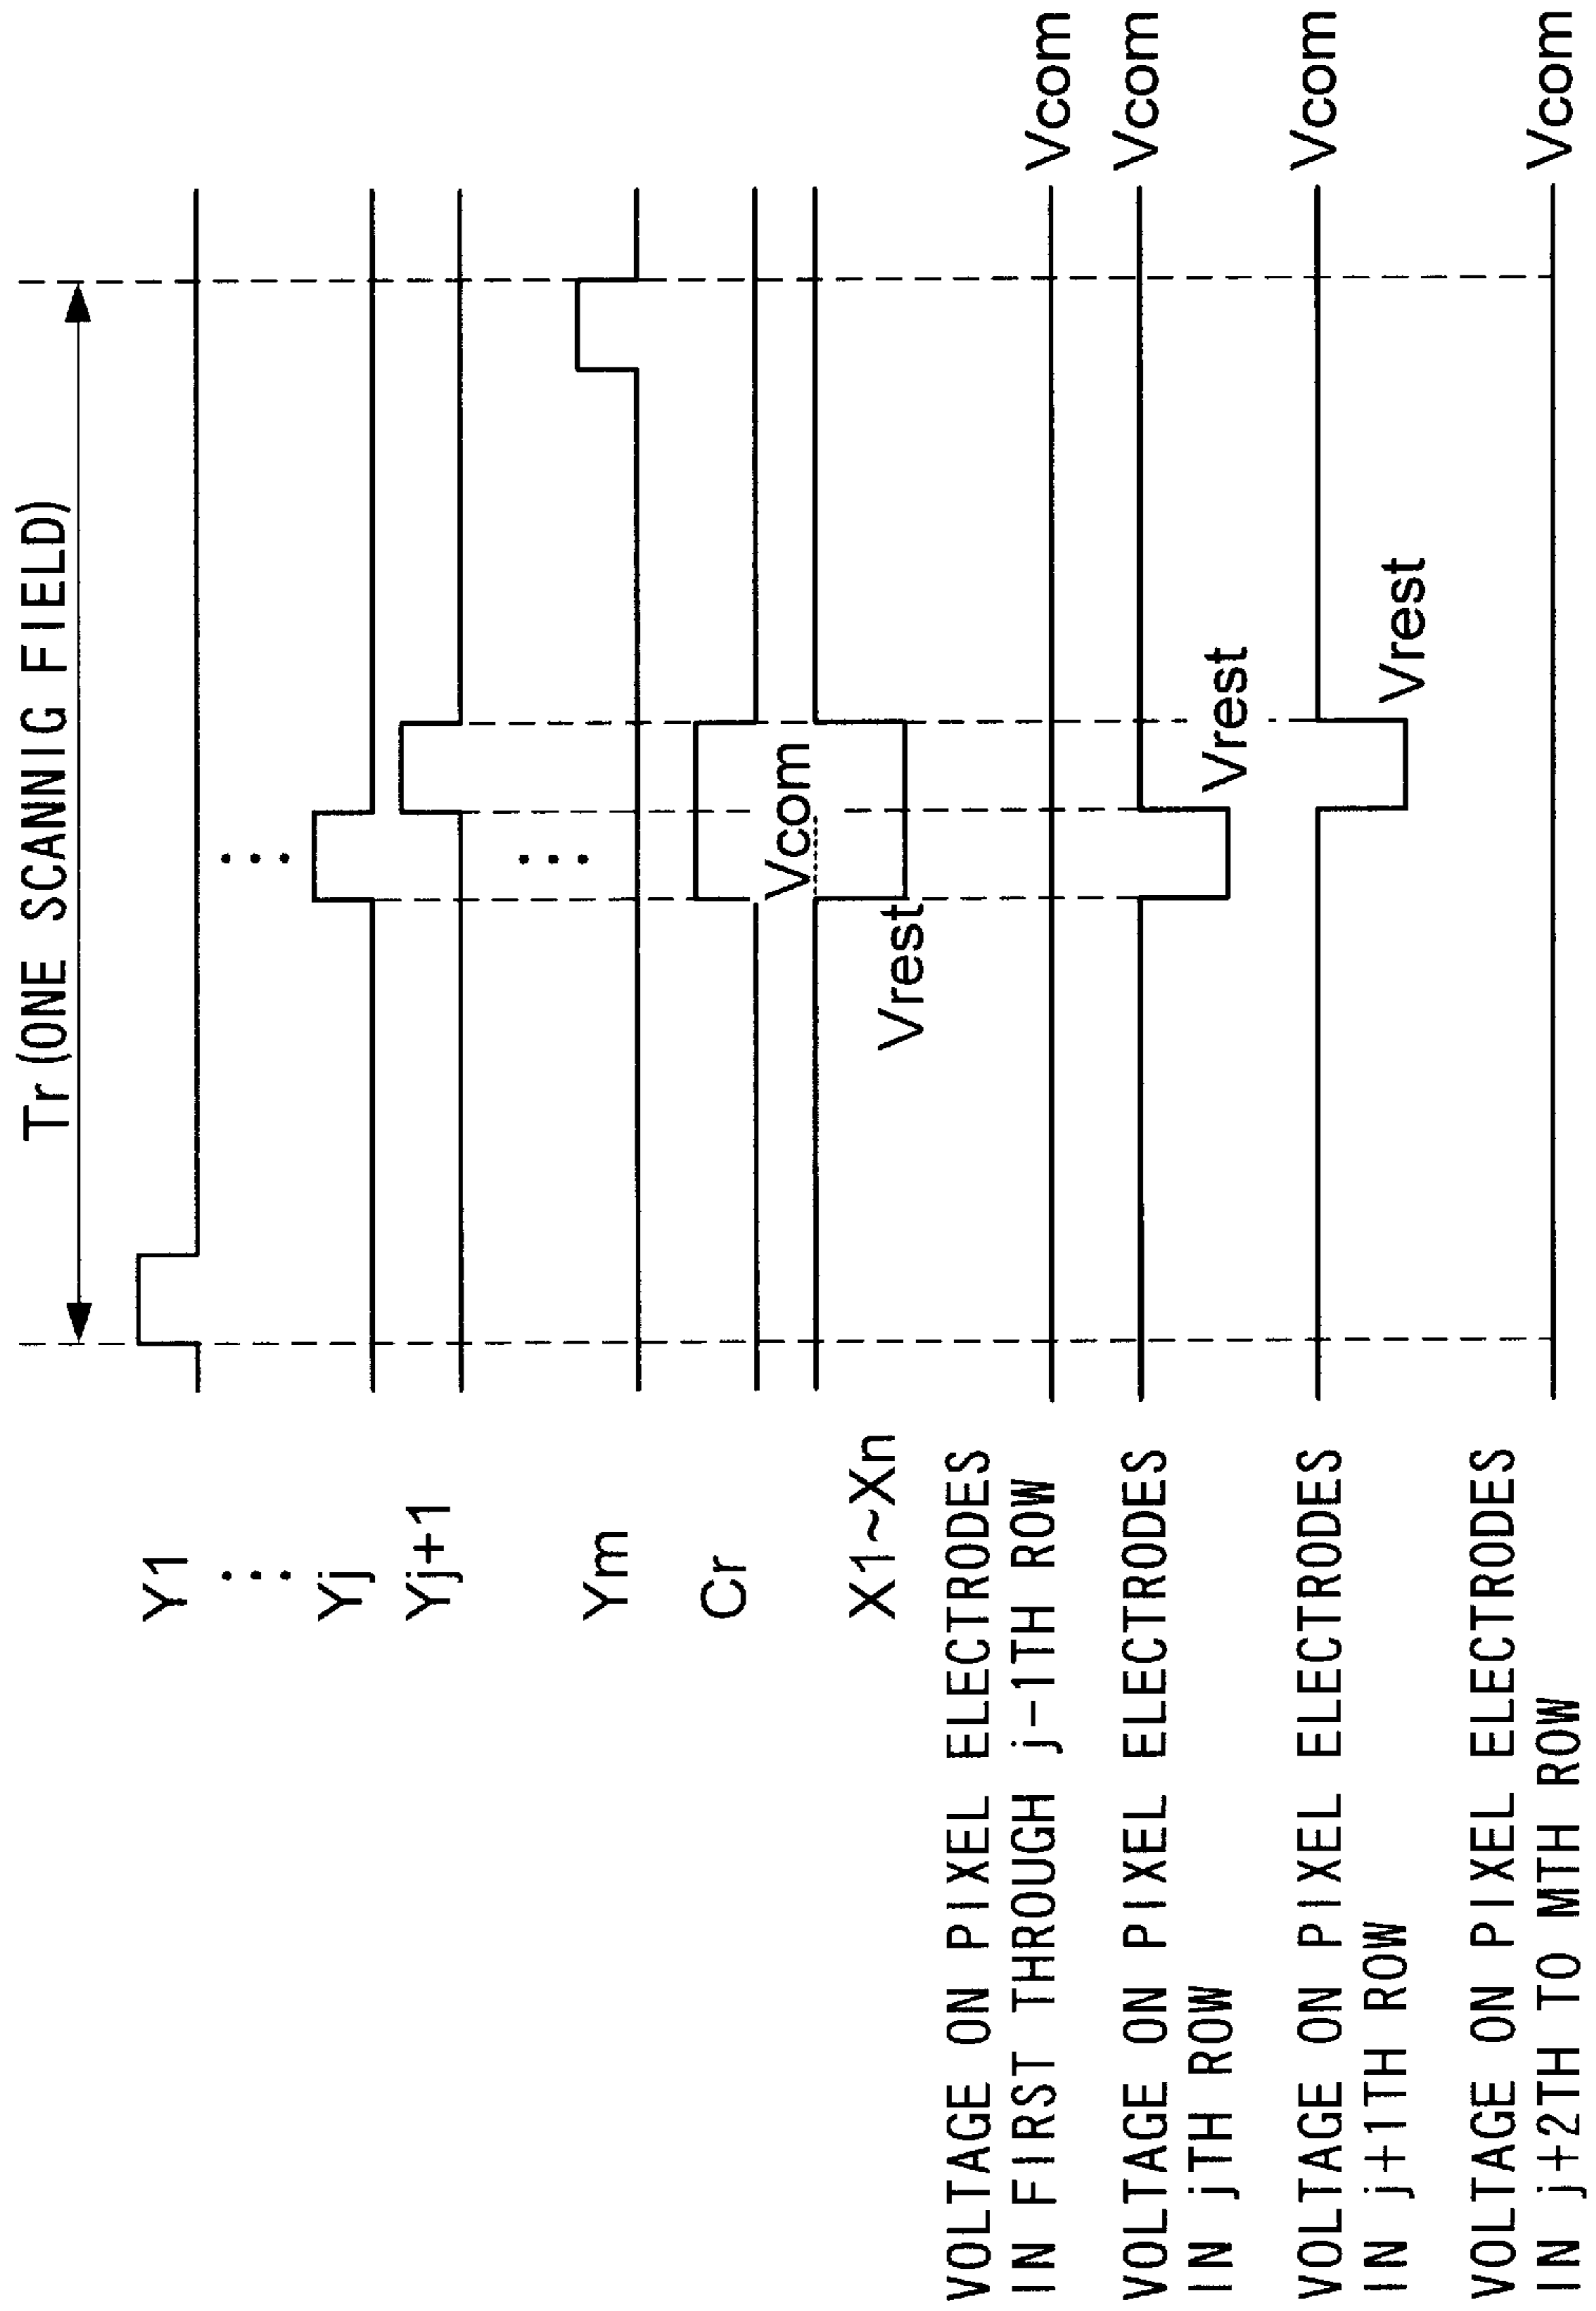 Tr(ONE SCANNIG FIELD)
Y1
Yj
Yj+1
Ym
Cr
Vcom
X1~Xn
Vrest
VOLTAGE ON PIXEL ELECTRODES
IN FIRST THROUGH j-1TH ROW
Vcom
VOLTAGE ON PIXEL ELECTRODES
IN jTH ROW
Vcom
Vrest
VOLTAGE ON PIXEL ELECTRODES
IN j+1TH ROW
Vcom
Vrest
VOLTAGE ON PIXEL ELECTRODES
IN j+2TH TO MTH ROW
Vcom